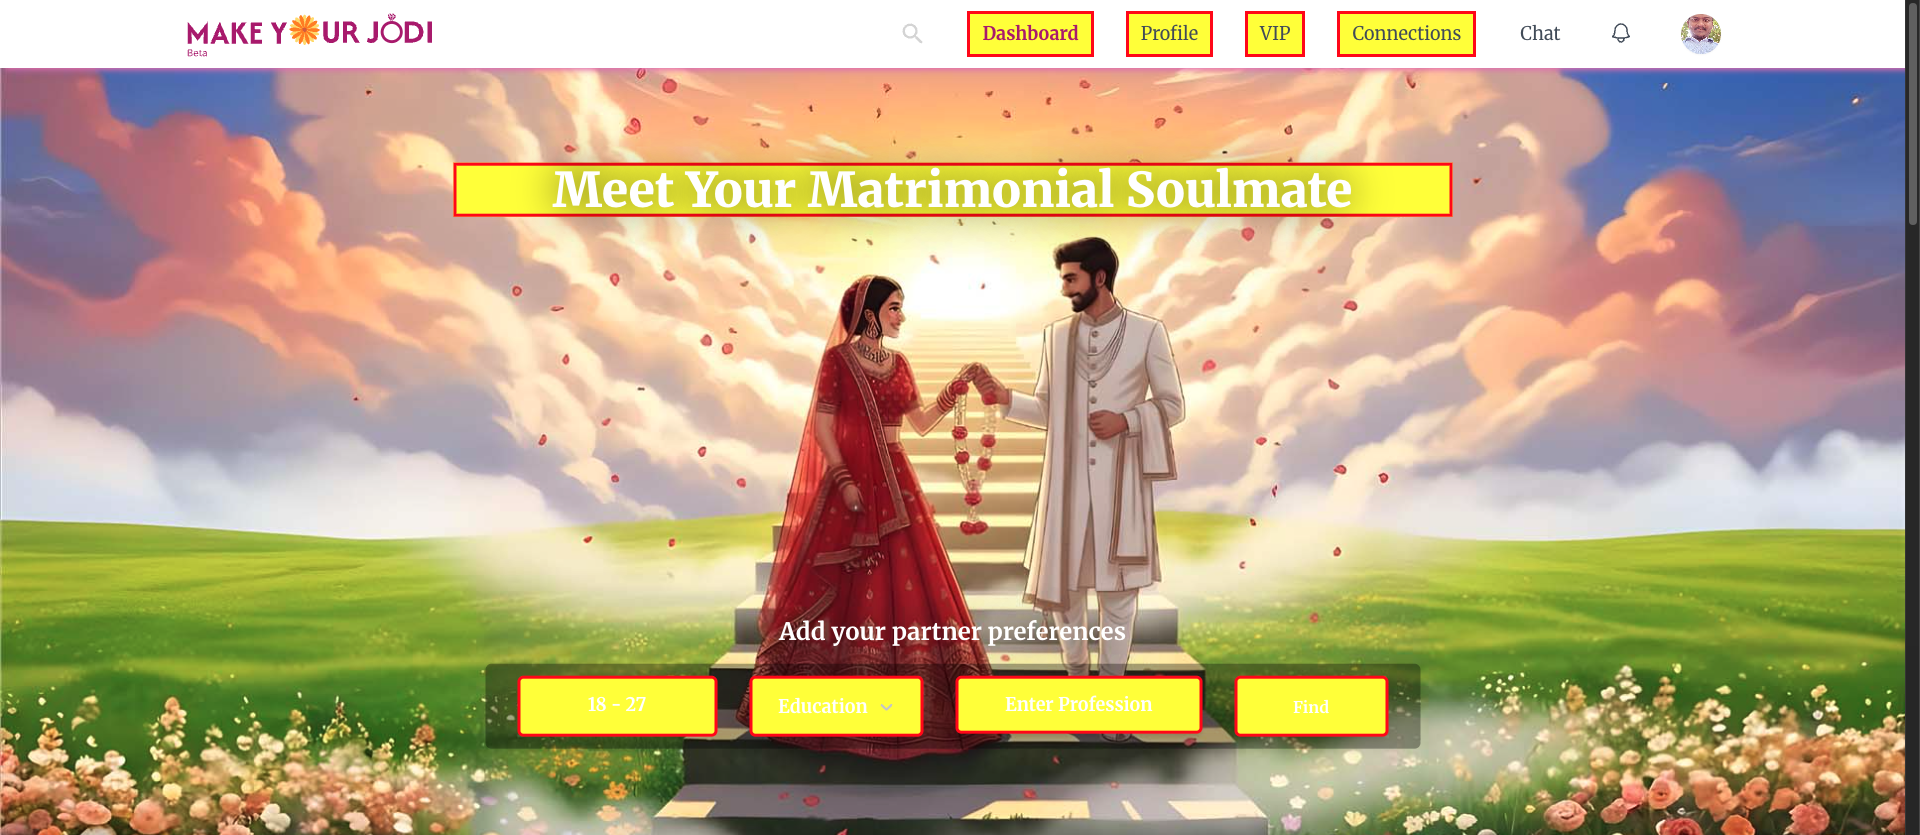 MAKE YOUR JODI
Beta
Dashboard
Profile
VIP
Connections
Chat
Meet Your Matrimonial Soulmate
Add your partner preferences
18 - 27
Education
Enter Profession
Find